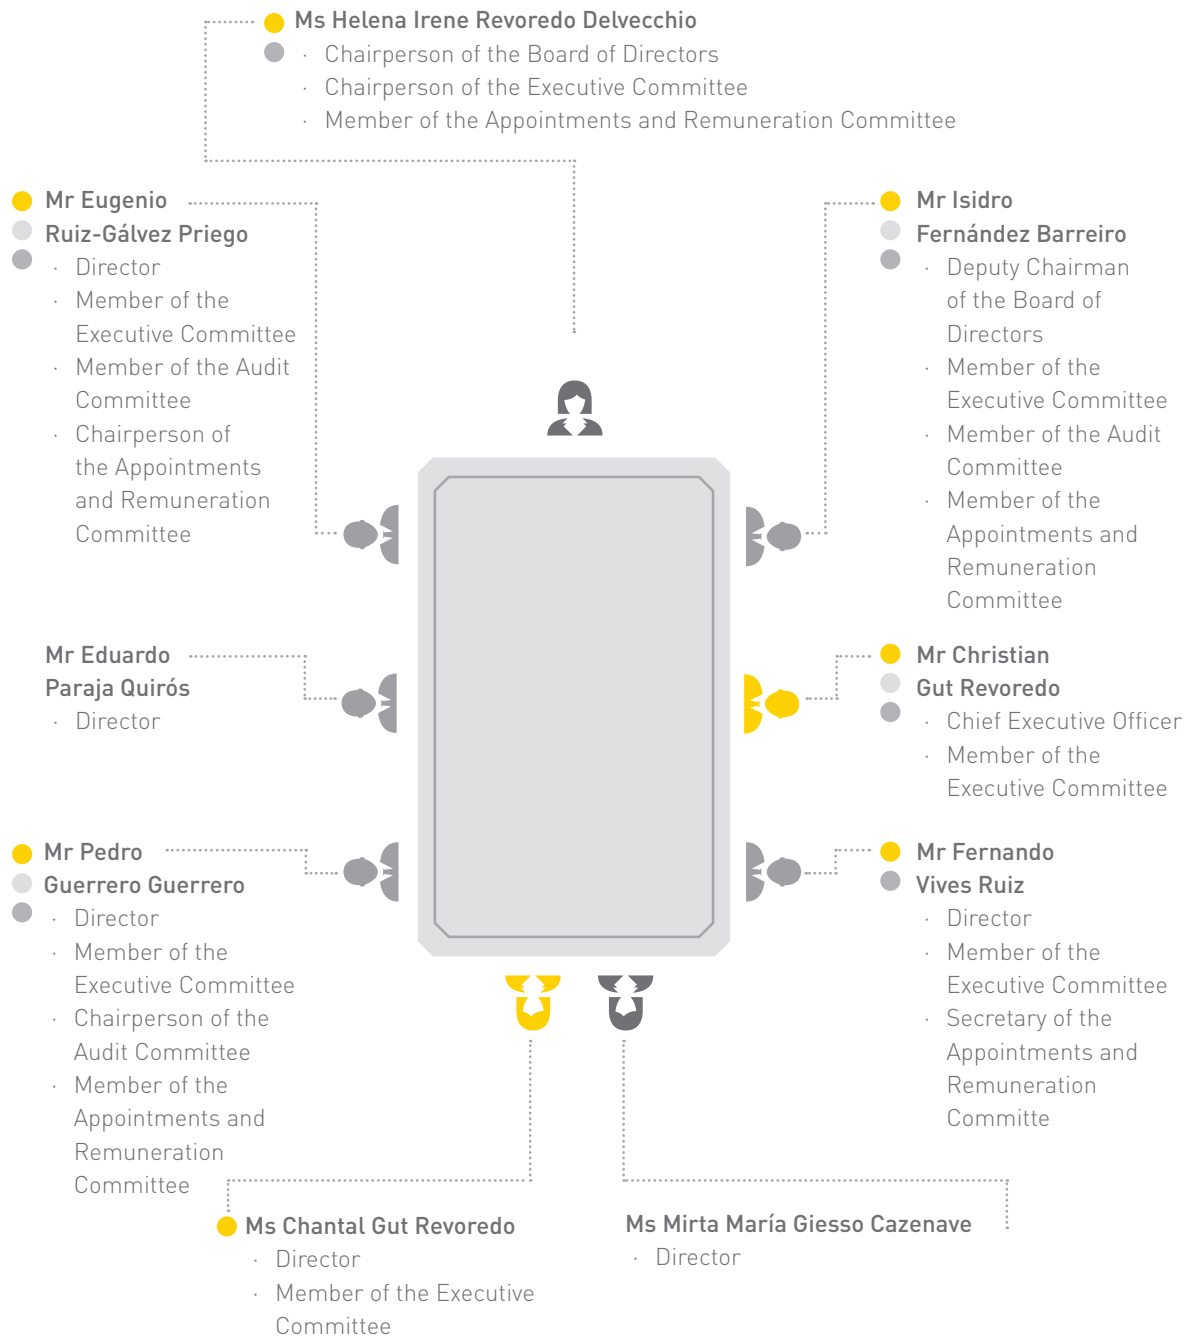 Ms Helena Irene Revoredo Delvecchio
· Chairperson of the Board of Directors
· Chairperson of the Executive Committee
· Member of the Appointments and Remuneration Committee
Mr Eugenio
Ruiz-Gálvez Priego
· Director
· Member of the
Executive Committee
· Member of the Audit
Committee
· Chairperson of
the Appointments
and Remuneration
Committee
Mr Isidro
Fernández Barreiro
· Deputy Chairman
of the Board of
Directors
· Member of the
Executive Committee
· Member of the Audit
Committee
· Member of the
Appointments and
Remuneration
Committee
Mr Eduardo
Paraja Quirós
· Director
Mr Christian
Gut Revoredo
· Chief Executive Officer
· Member of the
Executive Committee
Mr Pedro
Guerrero Guerrero
· Director
· Member of the
Executive Committee
· Chairperson of the
Audit Committee
· Member of the
Appointments and
Remuneration
Committee
Mr Fernando
Vives Ruiz
· Director
· Member of the
Executive Committee
· Secretary of the
Appointments and
Remuneration
Committe
Ms Chantal Gut Revoredo
· Director
· Member of the Executive
Committee
Ms Mirta María Giesso Cazenave
· Director